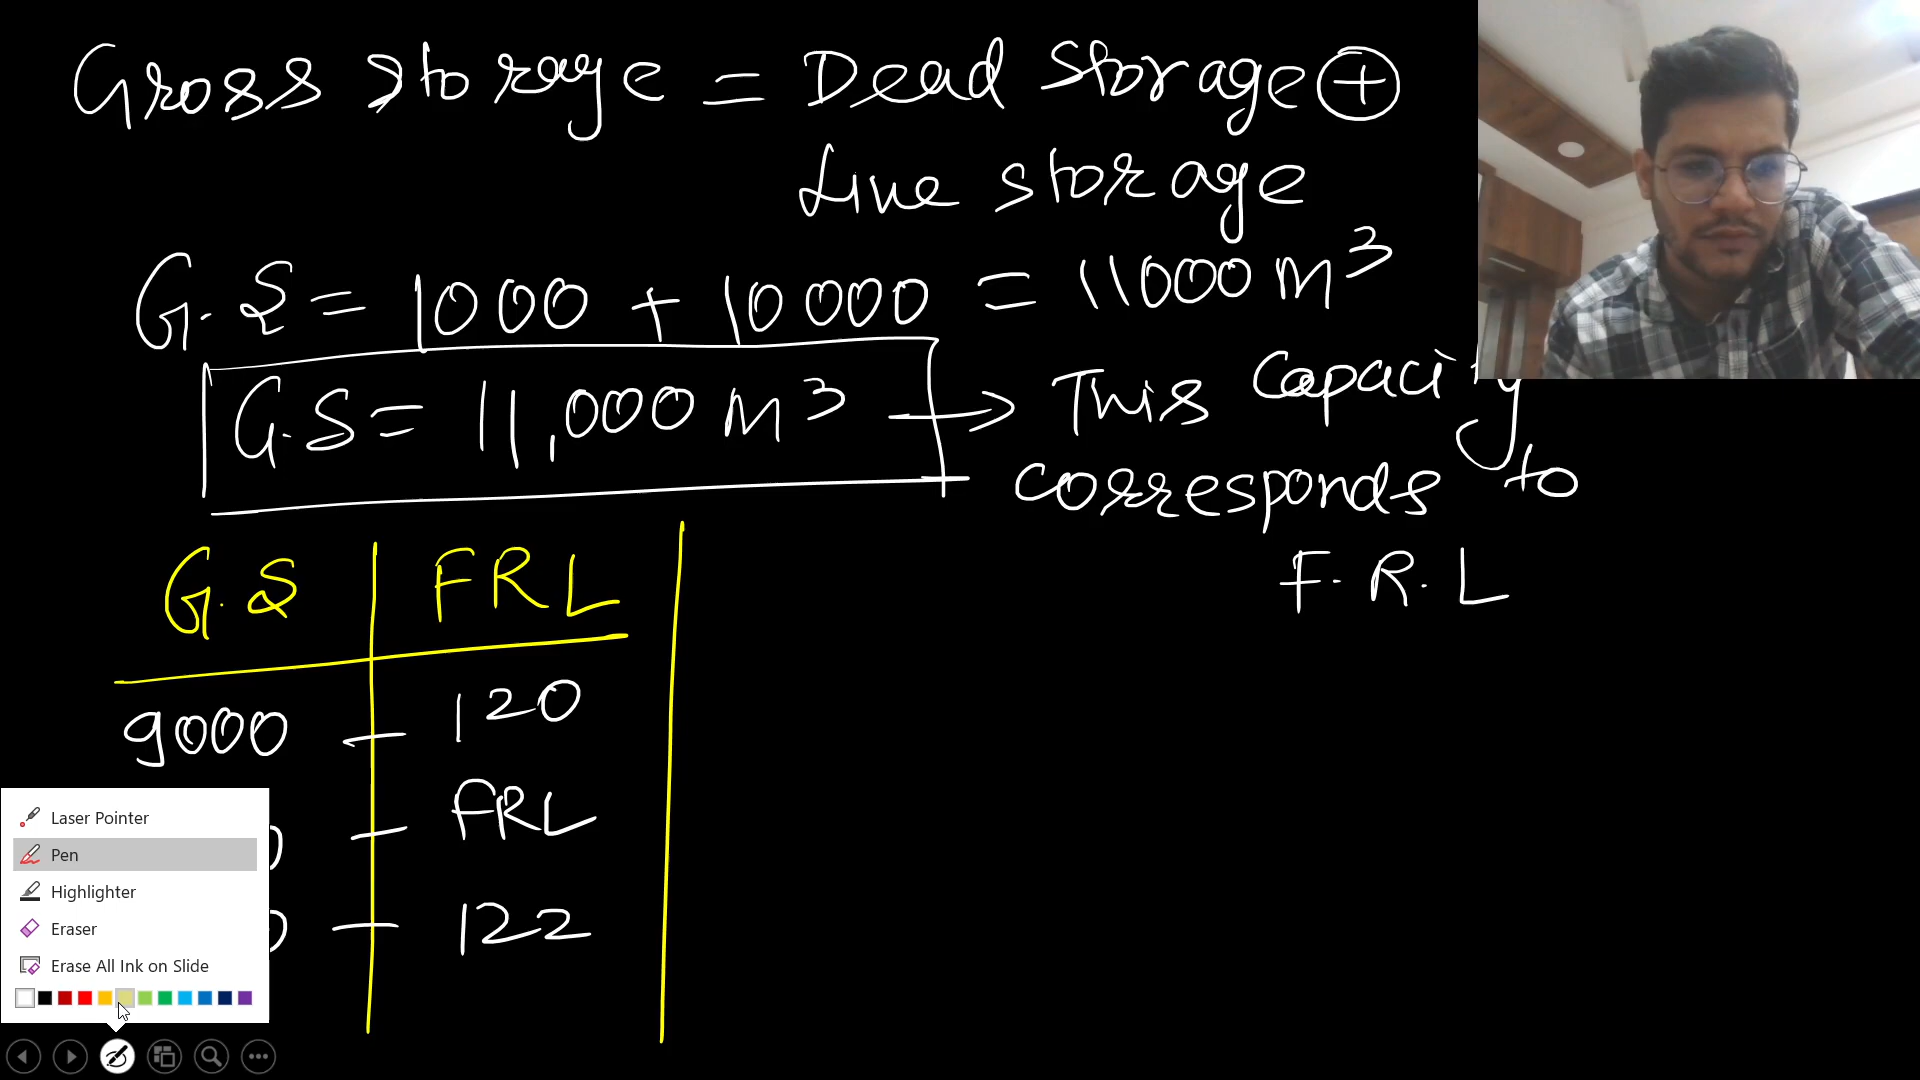 Gross storage = Dead storage ⊕
Live storage
G.S = 1000 + 10000 = 11000 m³
G.S = 11,000 m³ → This Capacity
corresponds to
F.R.L
G.S FRL
9000 – 120
– FRL
– 122
Laser Pointer
Pen
Highlighter
Eraser
Erase All Ink on Slide